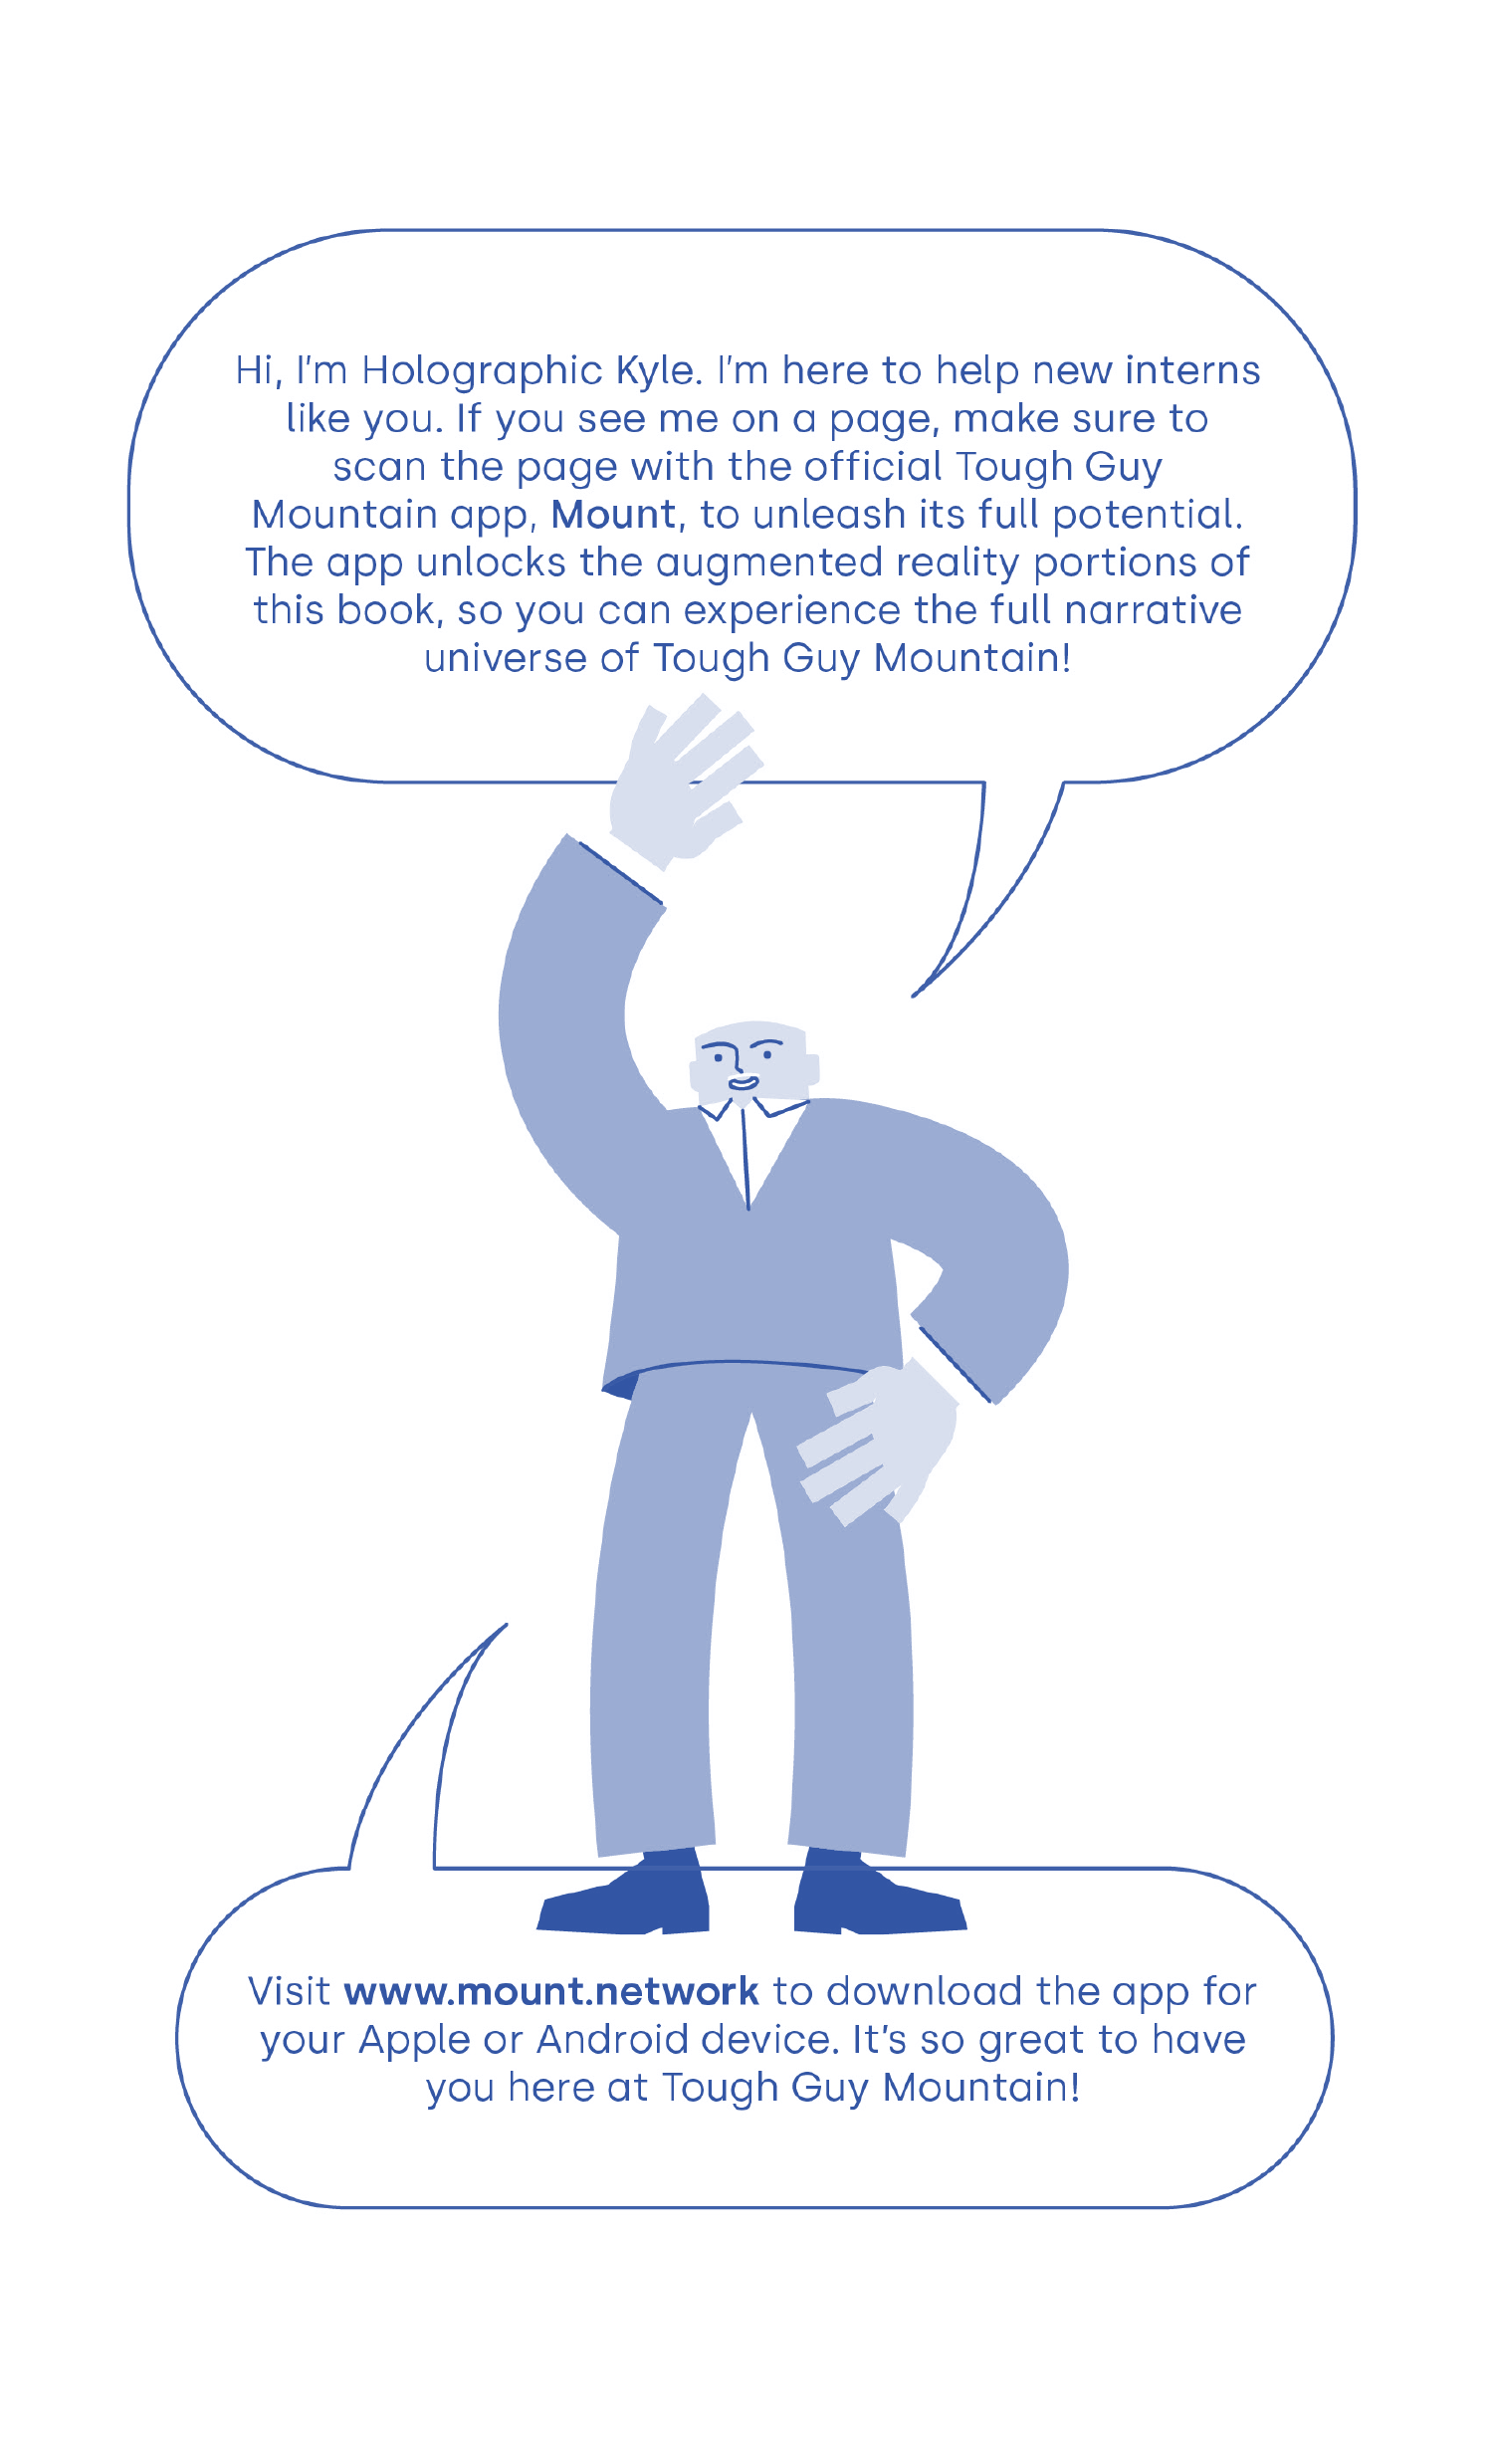 Hi, I'm Holographic Kyle. I'm here to help new interns
like you. If you see me on a page, make sure to
scan the page with the official Tough Guy
Mountain app, Mount, to unleash its full potential.
The app unlocks the augmented reality portions of
this book, so you can experience the full narrative
universe of Tough Guy Mountain!
Visit www.mount.network to download the app for
your Apple or Android device. It's so great to have
you here at Tough Guy Mountain!